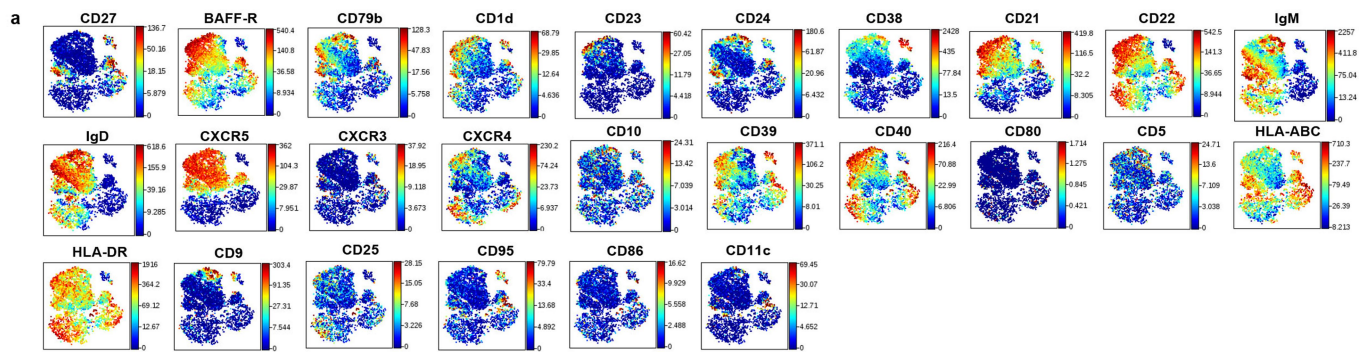 a
CD27 BAFF-R CD79b CD1d CD23 CD24 CD38 CD21 CD22 IgM
136.7 540.4 128.3 68.79 60.42 180.6 2428 419.8 542.5 2257
50.16 140.8 47.83 29.85 27.05 61.87 435 116.5 141.3 411.8
18.15 36.58 17.56 11.79 20.96 77.84 32.2 36.65 75.04
5.879 8.934 5.758 4.636 4.418 6.432 13.5 8.305 8.944 13.24
0 0 0 0 0 0 0 0 0 0
IgD CXCR5 CXCR3 CXCR4 CD10 CD39 CD40 CD80 CD5 HLA-ABC
618.6 362 37.92 230.2 24.31 371.1 216.4 1.714 24.71 710.3
155.9 104.3 18.95 74.24 13.42 106.2 70.88 1.275 13.6 237.7
39.16 29.87 9.118 23.73 7.039 30.25 22.99 0.845 7.109 79.49
9.285 7.951 3.673 6.937 3.014 8.01 6.806 0.421 3.038 26.39
0 0 0 0 0 0 0 0 0 8.213
HLA-DR CD9 CD25 CD95 CD86 CD11c
1916 303.4 28.15 79.79 16.62 69.45
364.2 91.35 15.05 33.4 9.928 30.07
69.12 27.31 7.68 5.558 12.71
12.67 7.544 3.226 4.892 2.488 4.652
0 0 0 0 0 0